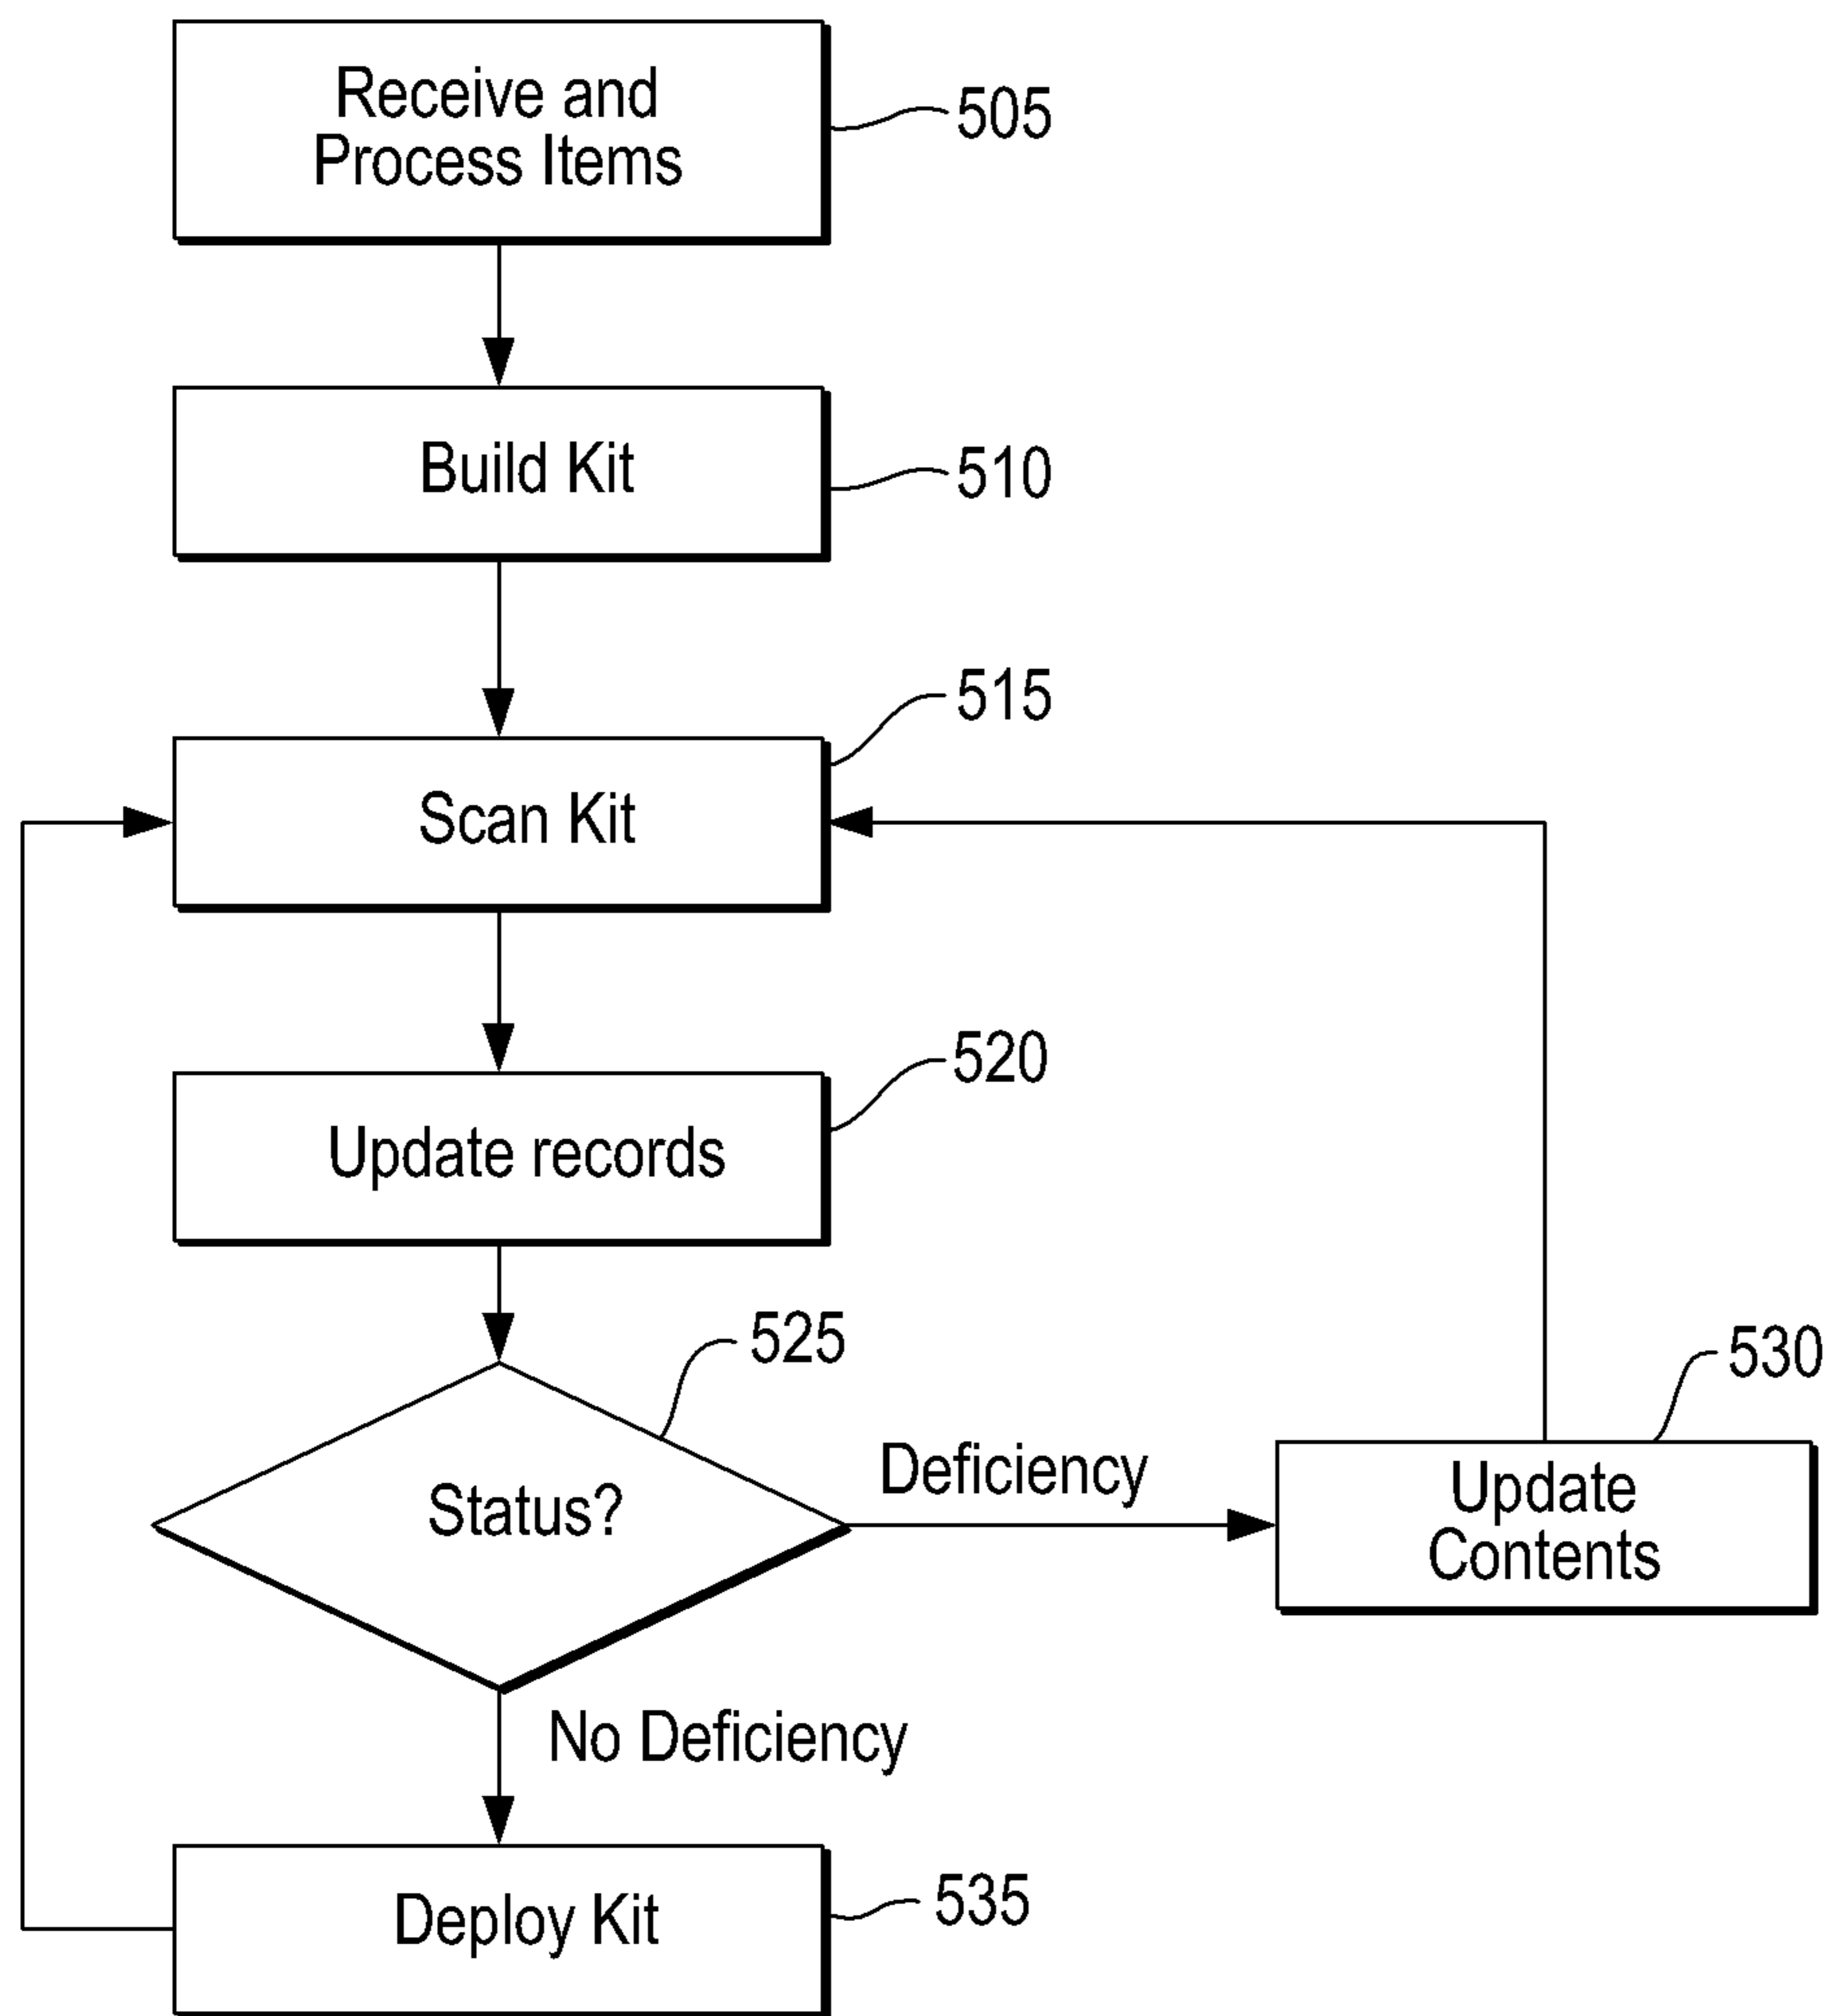 Receive and
Process Items
505
Build Kit
510
515
Scan Kit
520
Update records
525
Status?
Deficiency
530
Update
Contents
No Deficiency
Deploy Kit
535